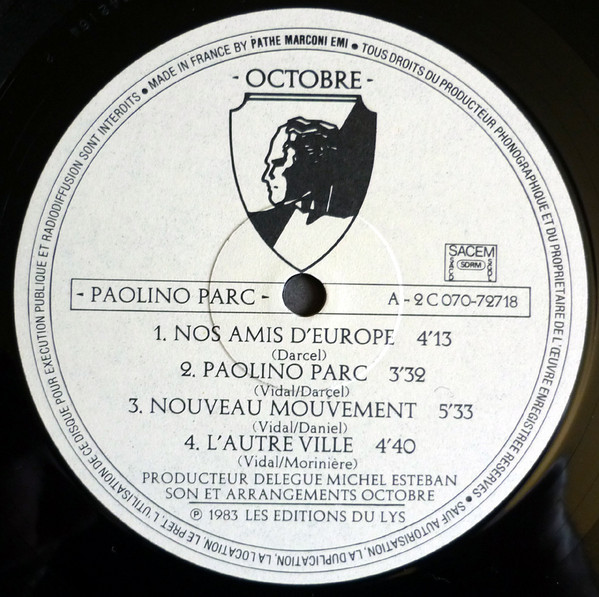 MADE IN FRANCE BY PATHE MARCONI EMI • TOUS DROITS DU PRODUCTEUR PHONOGRAPHIQUE ET DU PROPRIETAIRE DE L'ŒUVRE ENREGISTREE RESERVES • SAUF AUTORISATION, LA DUPLICATION, LA LOCATION, LE PRET, L'UTILISATION DE CE DISQUE POUR EXECUTION PUBLIQUE ET RADIODIFFUSION SONT INTERDITS •
- OCTOBRE -
SACEM
SDRM
- PAOLINO PARC - A - 2 C 070-72718
1. NOS AMIS D'EUROPE 4'13
(Darcel)
2. PAOLINO PARC 3'32
(Vidal/Darcel)
3. NOUVEAU MOUVEMENT 5'33
(Vidal/Daniel)
4. L'AUTRE VILLE 4'40
(Vidal/Morinière)
PRODUCTEUR DELEGUE MICHEL ESTEBAN
SON ET ARRANGEMENTS OCTOBRE
℗ 1983 LES EDITIONS DU LYS